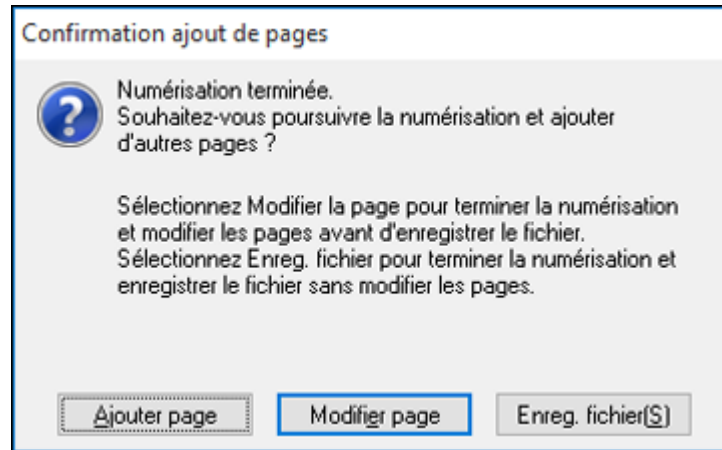 Confirmation ajout de pages
Numérisation terminée.
Souhaitez-vous poursuivre la numérisation et ajouter
d'autres pages ?
Sélectionnez Modifier la page pour terminer la numérisation
et modifier les pages avant d'enregistrer le fichier.
Sélectionnez Enreg. fichier pour terminer la numérisation et
enregistrer le fichier sans modifier les pages.
Ajouter page Modifier page Enreg. fichier(S)